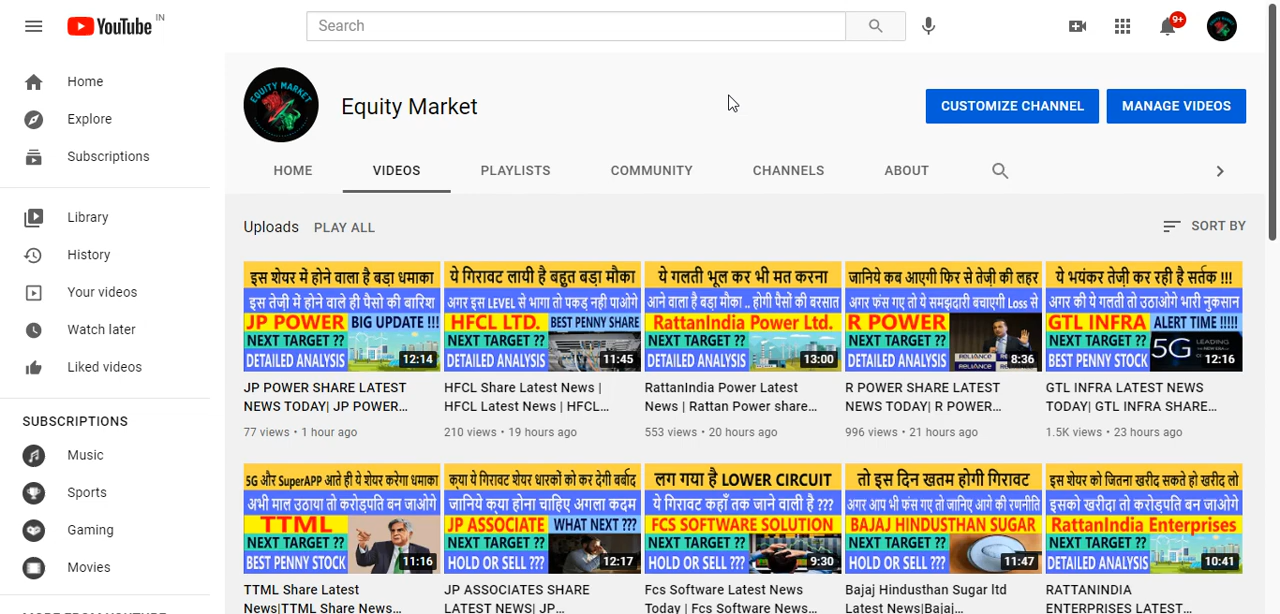 YouTube IN
Search
9+
Home
Explore
Subscriptions
Library
History
Your videos
Watch later
Liked videos
SUBSCRIPTIONS
Music
Sports
Gaming
Movies
EQUITY MARKET
Equity Market
CUSTOMIZE CHANNEL
MANAGE VIDEOS
HOME
VIDEOS
PLAYLISTS
COMMUNITY
CHANNELS
ABOUT
Uploads
PLAY ALL
SORT BY
इस शेयर में होने वाला है बड़ा धमाका
इस तेज़ी में होने वाले ही पैसो की बारिश
JP POWER BIG UPDATE !!!
NEXT TARGET ??
DETAILED ANALYSIS
12:14
JP POWER SHARE LATEST
NEWS TODAY| JP POWER...
77 views • 1 hour ago
ये गिरावट लायी है बहुत बड़ा मौका
अगर इस LEVEL से भागा तो पकड़ नही पाओगे
HFCL LTD. BEST PENNY SHARE
NEXT TARGET ??
DETAILED ANALYSIS
11:45
HFCL Share Latest News |
HFCL Latest News | HFCL...
210 views • 19 hours ago
ये गलती भूल कर भी मत करना
आने वाला है बड़ा मौका .. होगी पैसों की बरसात
RattanIndia Power Ltd.
NEXT TARGET ??
DETAILED ANALYSIS
13:00
RattanIndia Power Latest
News | Rattan Power share...
553 views • 20 hours ago
जानिये कब आएगी फिर से तेज़ी की लहर
अगर फंस गए तो ये समझदारी बचाएगी Loss से
R POWER
NEXT TARGET ??
DETAILED ANALYSIS
RELIANCE
8:36
R POWER SHARE LATEST
NEWS TODAY| R POWER...
996 views • 21 hours ago
ये भयंकर तेज़ी कर रही है सर्तक !!!
अगर की ये गलती तो उठाओगे भारी नुकसान
GTL INFRA ALERT TIME !!!!!
NEXT TARGET ??
BEST PENNY STOCK
5G LEADING
12:16
GTL INFRA LATEST NEWS
TODAY| GTL INFRA SHARE...
1.5K views • 23 hours ago
5G और SuperAPP आते ही ये शेयर करेगा धमाका
अभी माल उठाया तो करोड़पति बन जाओगे
TTML
NEXT TARGET ??
BEST PENNY STOCK
11:16
TTML Share Latest
News|TTML Share News...
क्या ये गिरावट शेयर धारकों को कर देगी बर्बाद
जानिये क्या होना चाहिए अगला कदम
JP ASSOCIATE WHAT NEXT ???
NEXT TARGET ??
HOLD OR SELL ???
12:17
JP ASSOCIATES SHARE
LATEST NEWS| JP...
लग गया है LOWER CIRCUIT
ये गिरावट कहाँ तक जाने वाली है ???
FCS SOFTWARE SOLUTION
NEXT TARGET ??
HOLD OR SELL ???
9:30
Fcs Software Latest News
Today | Fcs Software News...
तो इस दिन खतम होगी गिरावट
अगर आप भी फंस गए तो जानिए आगे की रणनीति
BAJAJ HINDUSTHAN SUGAR
NEXT TARGET ??
HOLD OR SELL ???
11:47
Bajaj Hindusthan Sugar ltd
Latest News|Bajaj...
इस शेयर को जितना खरीद सकते हो खरीद लो
इसको खरीदा तो करोड़पति बन जाओगे
RattanIndia Enterprises
NEXT TARGET ??
DETAILED ANALYSIS
10:41
RATTANINDIA
ENTERPRISES LATEST...